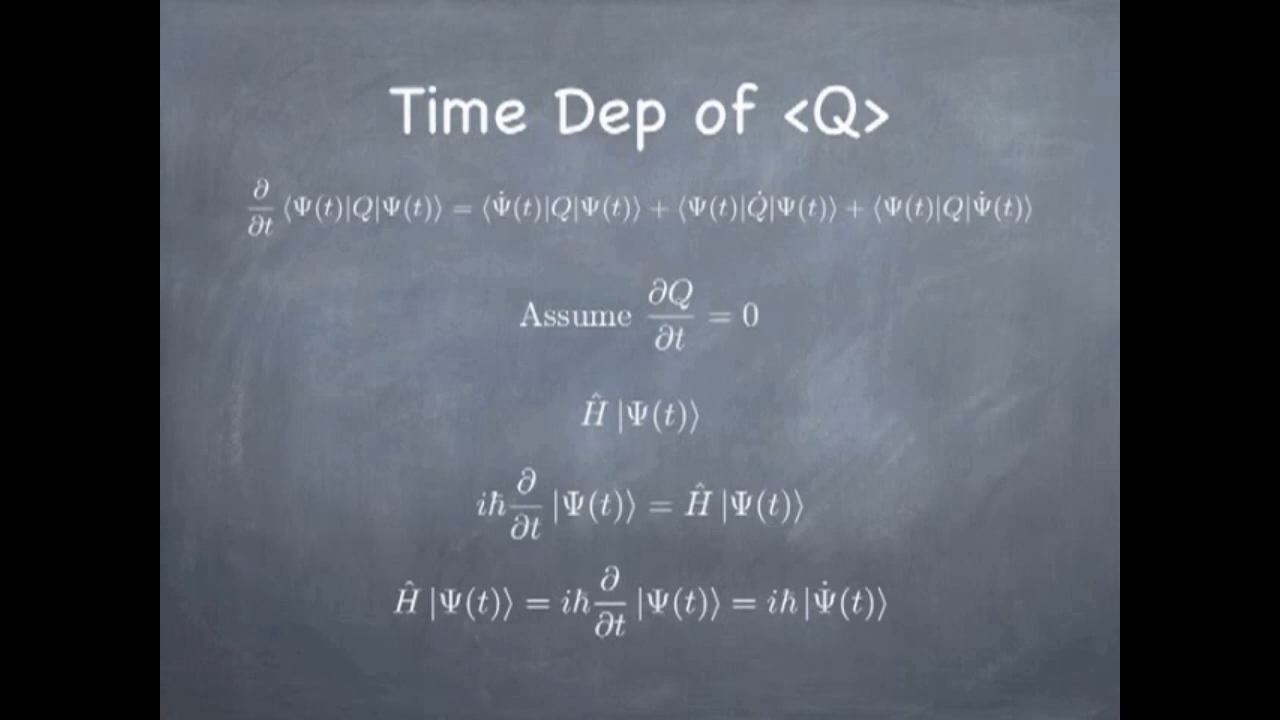 Time Dep of <Q>
∂/∂t ⟨Ψ(t)|Q|Ψ(t)⟩ = ⟨Ψ̇(t)|Q|Ψ(t)⟩ + ⟨Ψ(t)|Q̇|Ψ(t)⟩ + ⟨Ψ(t)|Q|Ψ̇(t)⟩
Assume ∂Q/∂t = 0
Ĥ |Ψ(t)⟩
iħ ∂/∂t |Ψ(t)⟩ = Ĥ |Ψ(t)⟩
Ĥ |Ψ(t)⟩ = iħ ∂/∂t |Ψ(t)⟩ = iħ |Ψ̇(t)⟩